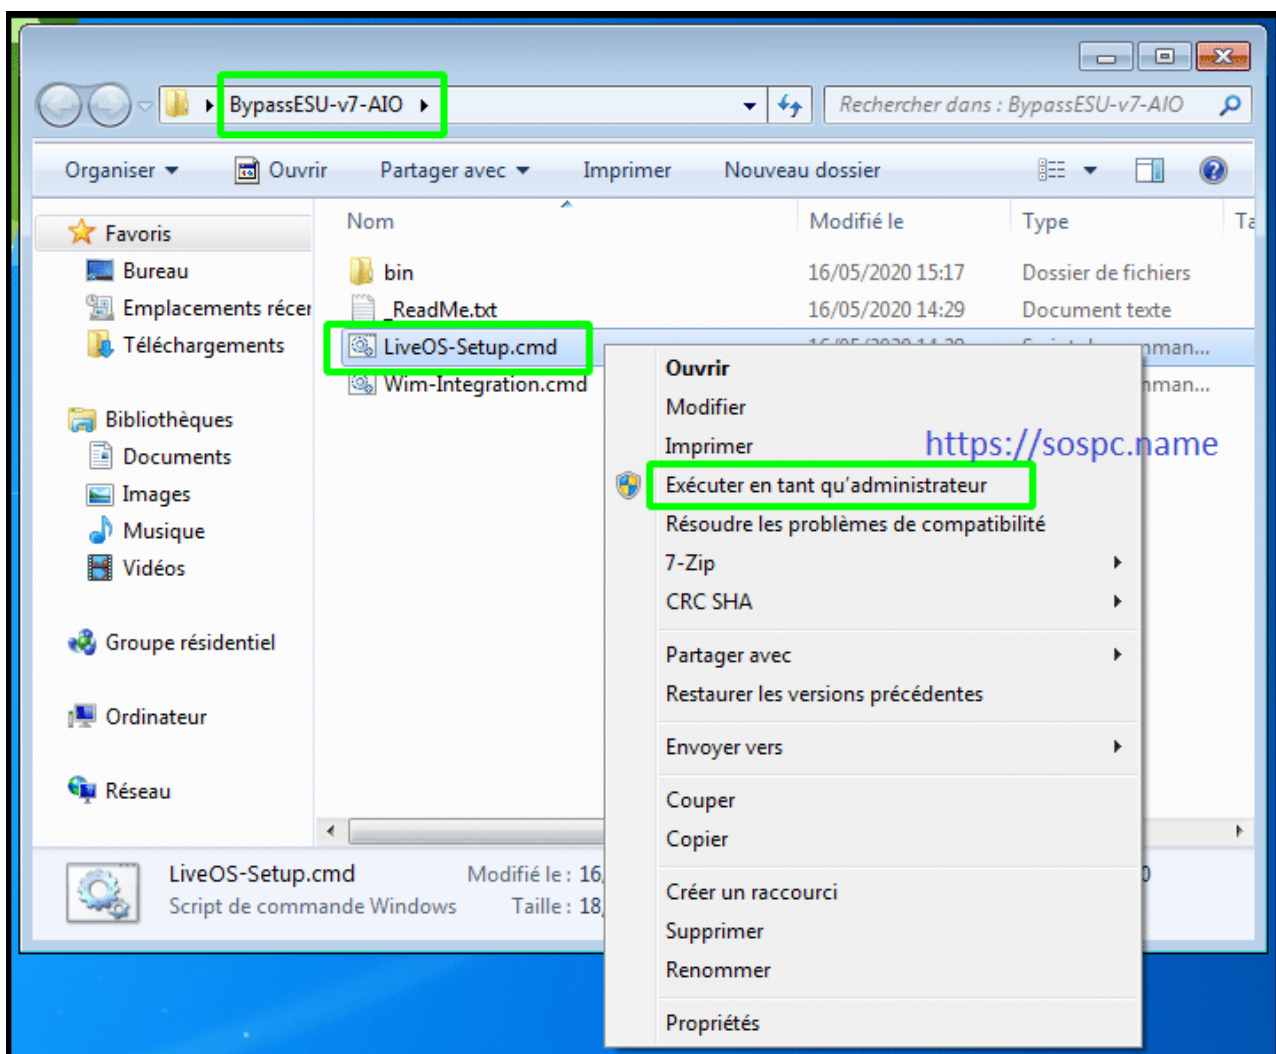 BypassESU-v7-AIO
Rechercher dans : BypassESU-v7-AIO
Organiser
Ouvrir
Partager avec
Imprimer
Nouveau dossier
Nom
Modifié le
Type
Favoris
Bureau
Emplacements récer
Téléchargements
Bibliothèques
Documents
Images
Musique
Vidéos
Groupe résidentiel
Ordinateur
Réseau
bin 16/05/2020 15:17 Dossier de fichiers
_ReadMe.txt 16/05/2020 14:29 Document texte
LiveOS-Setup.cmd
Wim-Integration.cmd
Ouvrir
Modifier
Imprimer
https://sospc.name
Exécuter en tant qu'administrateur
Résoudre les problèmes de compatibilité
7-Zip
CRC SHA
Partager avec
Restaurer les versions précédentes
Envoyer vers
Couper
Copier
Créer un raccourci
Supprimer
Renommer
Propriétés
LiveOS-Setup.cmd Modifié le : 16
Script de commande Windows Taille : 18,